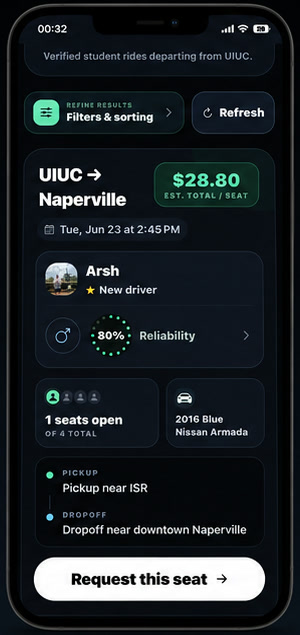 00:32
Verified student rides departing from UIUC.
REFINE RESULTS
Filters & sorting
Refresh
UIUC →
Naperville
$28.80
EST. TOTAL / SEAT
Tue, Jun 23 at 2:45 PM
Arsh
★ New driver
80%
Reliability
1 seats open
OF 4 TOTAL
2016 Blue
Nissan Armada
PICKUP
Pickup near ISR
DROPOFF
Dropoff near downtown Naperville
Request this seat →